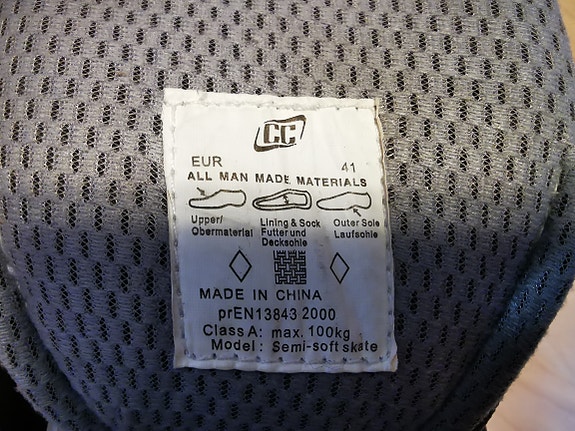 CC
EUR 41
ALL MAN MADE MATERIALS
Upper/ Lining & Sock Outer Sole
Obermaterial Futter und Laufsohle
Decksohle
MADE IN CHINA
prEN13843 2000
Class A: max. 100kg
Model: Semi-soft skate